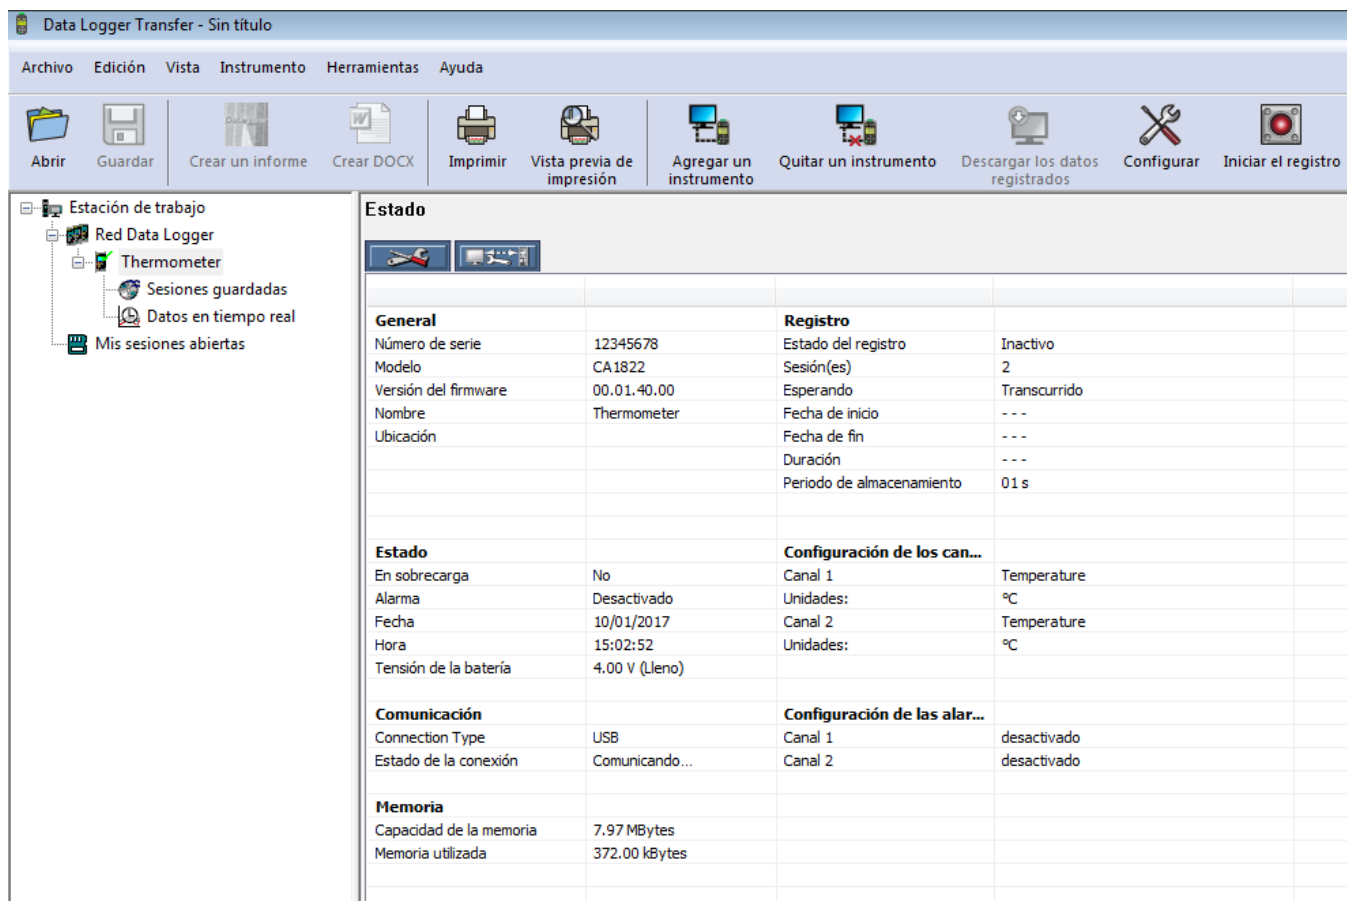 Data Logger Transfer - Sin título
Archivo Edición Vista Instrumento Herramientas Ayuda
Abrir Guardar Crear un informe Crear DOCX Imprimir Vista previa de impresión Agregar un instrumento Quitar un instrumento Descargar los datos registrados Configurar Iniciar el registro
Estación de trabajo
Red Data Logger
Thermometer
Sesiones guardadas
Datos en tiempo real
Mis sesiones abiertas
Estado
General Registro
Número de serie 12345678 Estado del registro Inactivo
Modelo CA1822 Sesión(es) 2
Versión del firmware 00.01.40.00 Esperando Transcurrido
Nombre Thermometer Fecha de inicio - - -
Ubicación Fecha de fin - - -
Duración - - -
Periodo de almacenamiento 01 s
Estado Configuración de los can...
En sobrecarga No Canal 1 Temperature
Alarma Desactivado Unidades: ºC
Fecha 10/01/2017 Canal 2 Temperature
Hora 15:02:52 Unidades: ºC
Tensión de la batería 4.00 V (Lleno)
Comunicación Configuración de las alar...
Connection Type USB Canal 1 desactivado
Estado de la conexión Comunicando... Canal 2 desactivado
Memoria
Capacidad de la memoria 7.97 MBytes
Memoria utilizada 372.00 kBytes